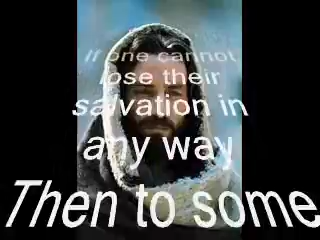 If one cannot
lose their
salvation in
any way
Then to some